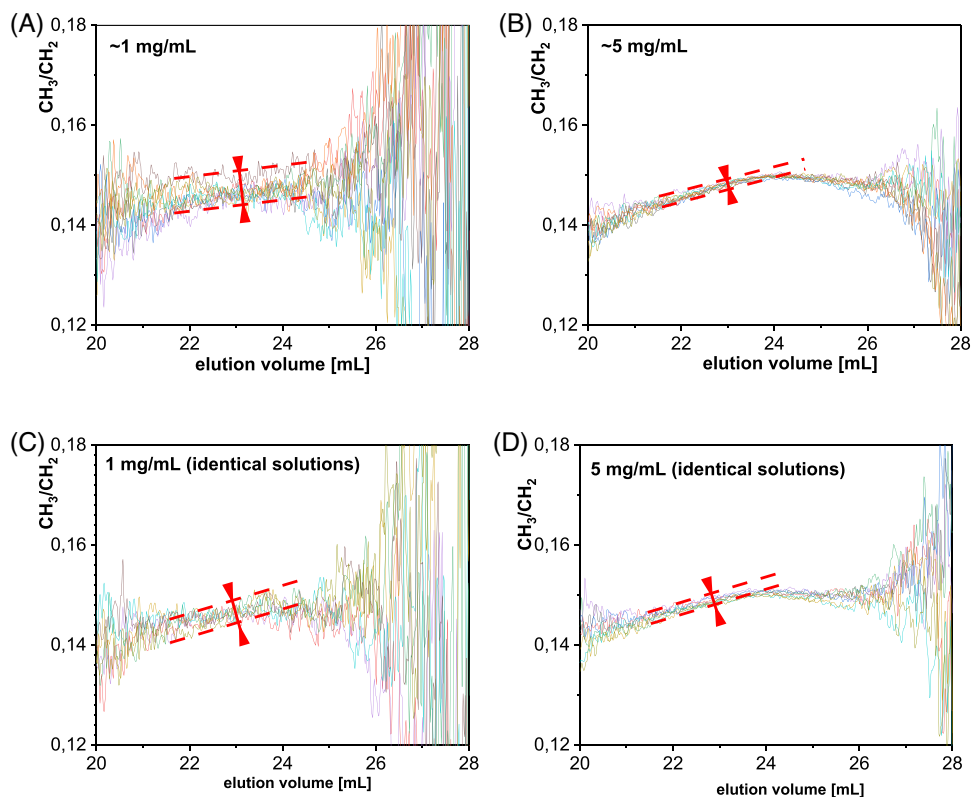 (A)
0,18
0,16
0,14
0,12
CH₃/CH₂
~1 mg/mL
20 22 24 26 28
elution volume [mL]
(B)
0,18
0,16
0,14
0,12
CH₃/CH₂
~5 mg/mL
20 22 24 26 28
elution volume [mL]
(C)
0,18
0,16
0,14
0,12
CH₃/CH₂
1 mg/mL (identical solutions)
20 22 24 26 28
elution volume [mL]
(D)
0,18
0,16
0,14
0,12
CH₃/CH₂
5 mg/mL (identical solutions)
20 22 24 26 28
elution volume [mL]